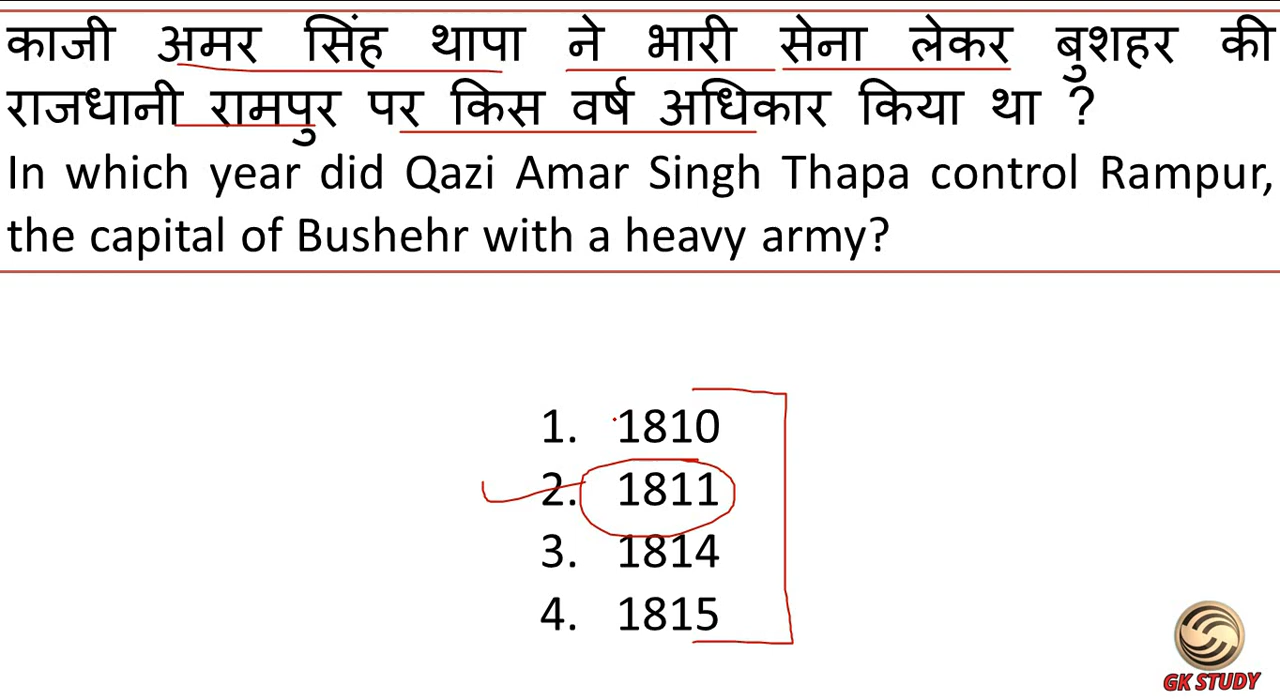 काजी अमर सिंह थापा ने भारी सेना लेकर बुशहर की
राजधानी रामपुर पर किस वर्ष अधिकार किया था ?
In which year did Qazi Amar Singh Thapa control Rampur,
the capital of Bushehr with a heavy army?
1. 1810
2. 1811
3. 1814
4. 1815
GK STUDY